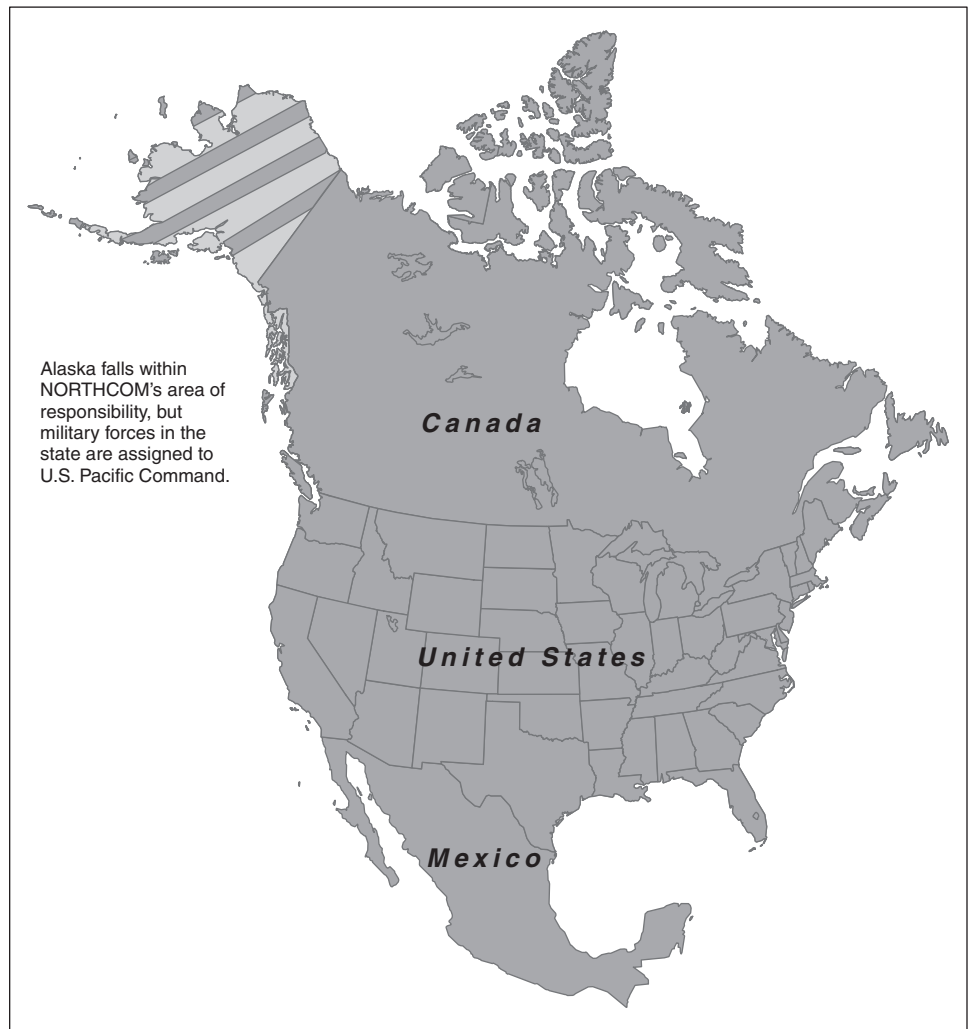 Alaska falls within
NORTHCOM's area of
responsibility, but
military forces in the
state are assigned to
U.S. Pacific Command.
Canada
United States
Mexico